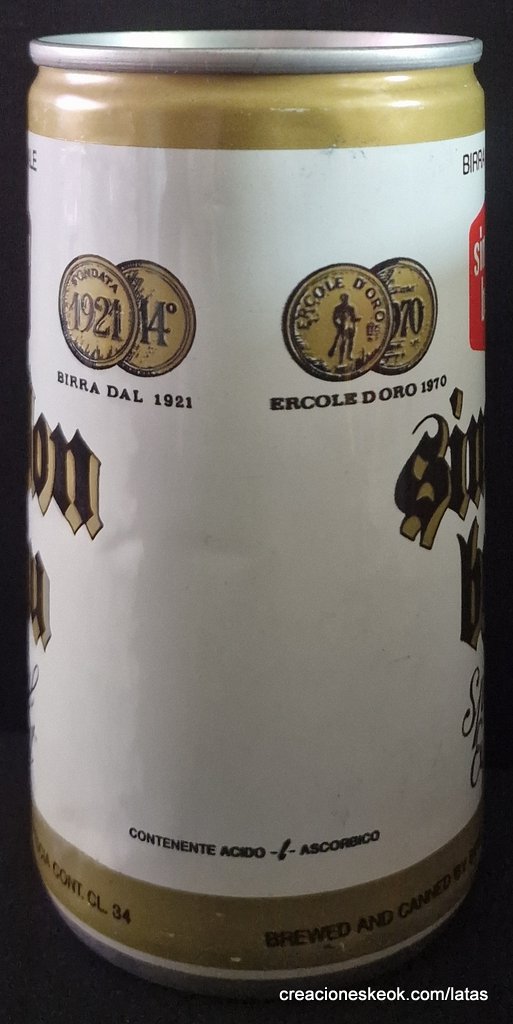 BIRRA
FONDATA
1921
14°
BIRRA DAL 1921
ERCOLE D'ORO
1970
ERCOLE D'ORO 1970
CONTENENTE ACIDO -l- ASCORBICO
CONT. CL. 34
BREWED AND CANNED BY
creacioneskeok.com/latas